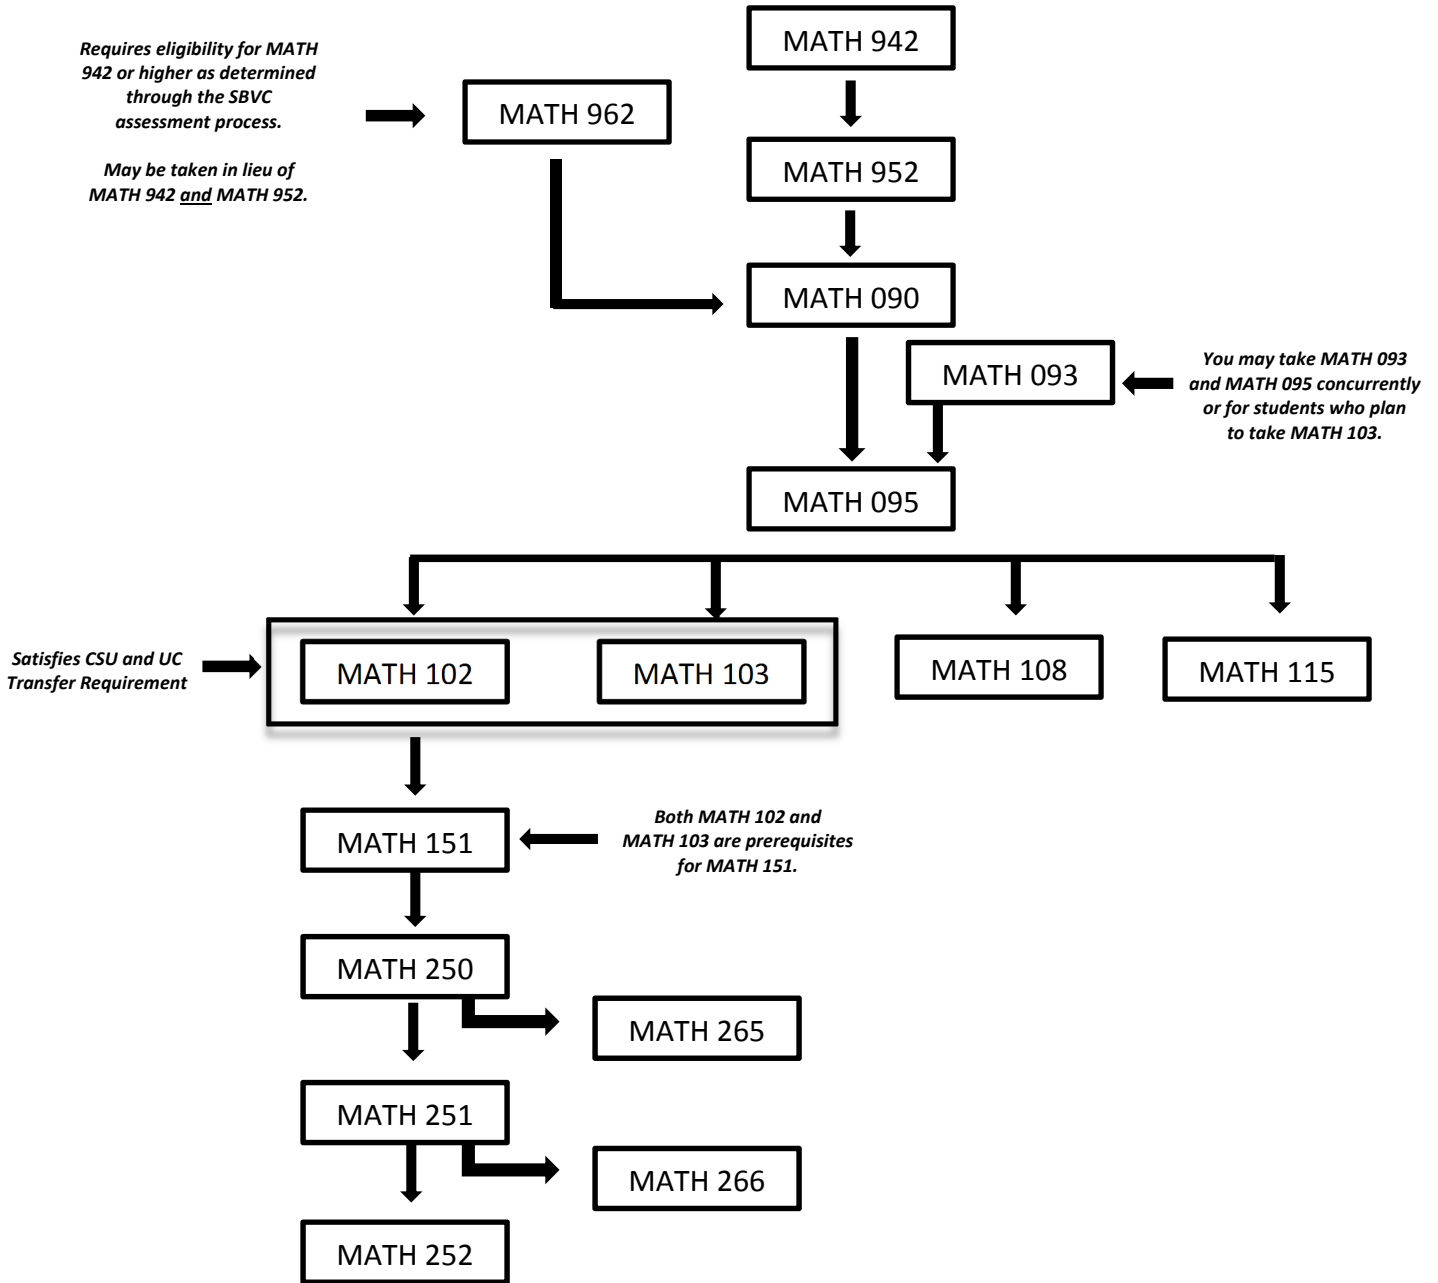 MATH 942
Requires eligibility for MATH
942 or higher as determined
through the SBVC
assessment process.
May be taken in lieu of
MATH 942 and MATH 952.
MATH 962
MATH 952
MATH 090
MATH 093
You may take MATH 093
and MATH 095 concurrently
or for students who plan
to take MATH 103.
MATH 095
Satisfies CSU and UC
Transfer Requirement
MATH 102
MATH 103
MATH 108
MATH 115
MATH 151
Both MATH 102 and
MATH 103 are prerequisites
for MATH 151.
MATH 250
MATH 265
MATH 251
MATH 266
MATH 252